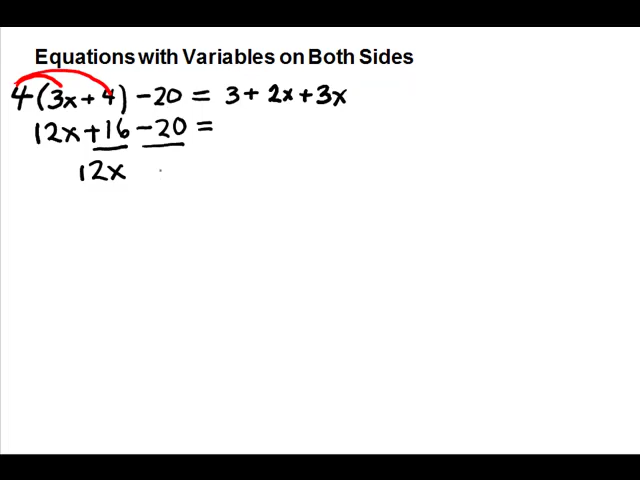 Equations with Variables on Both Sides
4(3x+4)-20=3+2x+3x
12x+16-20=
12x